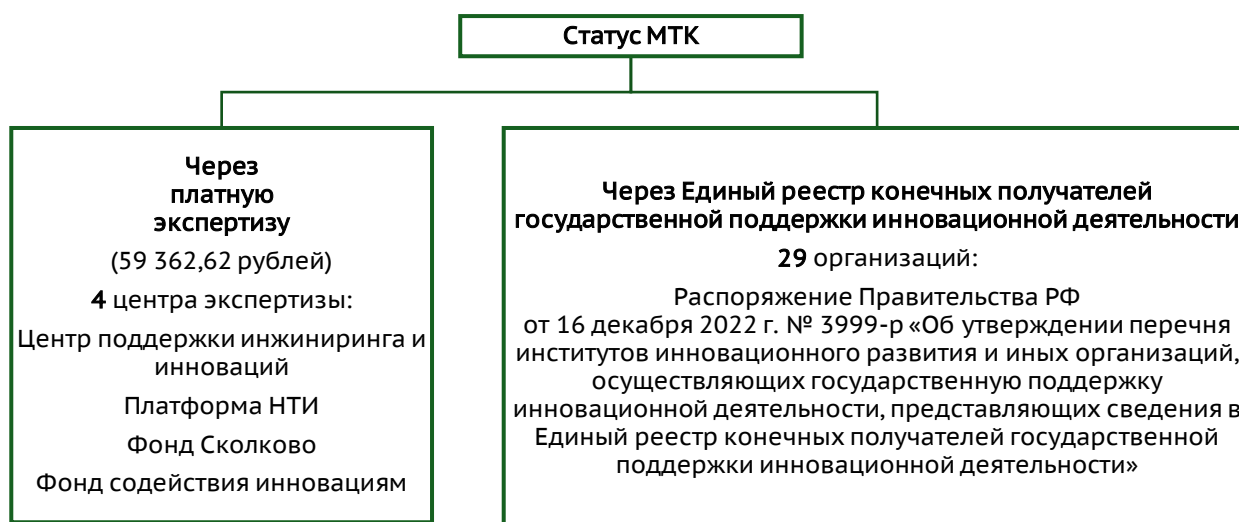 Статус МТК
Через
платную
экспертизу
(59 362,62 рублей)
4 центра экспертизы:
Центр поддержки инжиниринга и
инноваций
Платформа НТИ
Фонд Сколково
Фонд содействия инновациям
Через Единый реестр конечных получателей
государственной поддержки инновационной деятельности
29 организаций:
Распоряжение Правительства РФ
от 16 декабря 2022 г. № 3999-р «Об утверждении перечня
институтов инновационного развития и иных организаций,
осуществляющих государственную поддержку
инновационной деятельности, представляющих сведения в
Единый реестр конечных получателей государственной
поддержки инновационной деятельности»